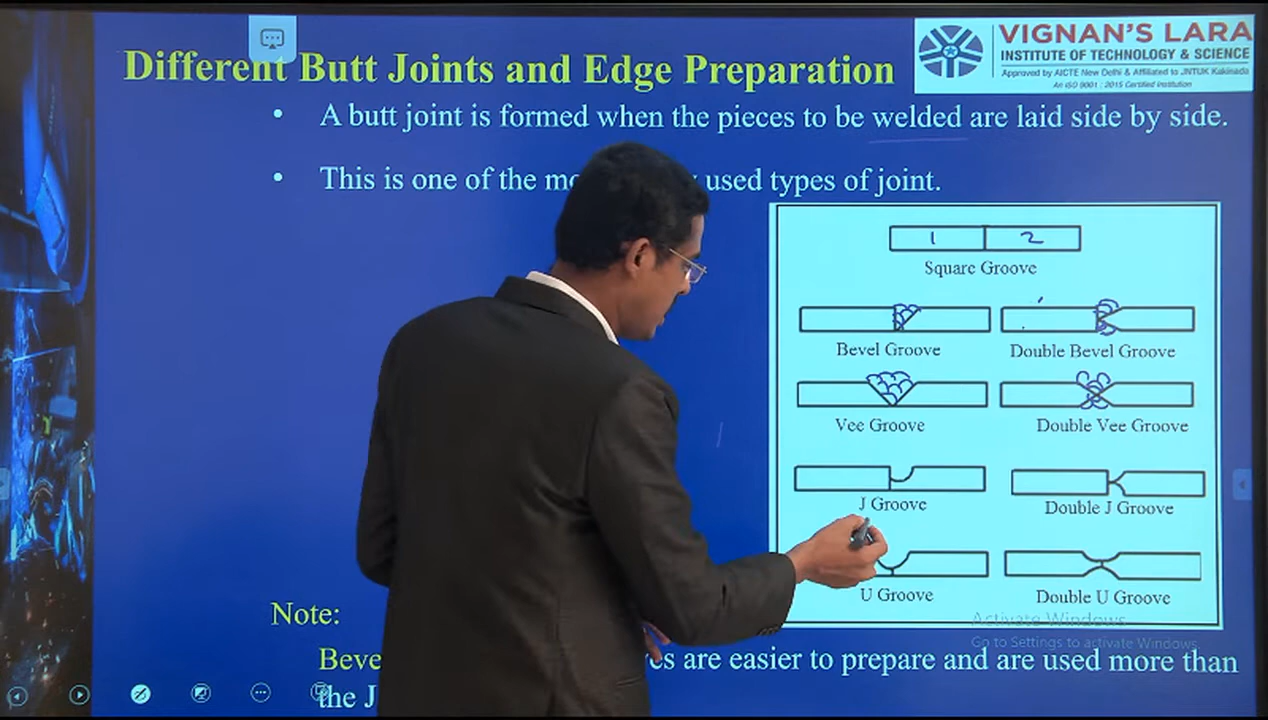 VIGNAN'S LARA
INSTITUTE OF TECHNOLOGY & SCIENCE
Approved by AICTE New Delhi & Affiliated to JNTUK Kakinada
An ISO 9001 : 2015 Certified Institution
Different Butt Joints and Edge Preparation
• A butt joint is formed when the pieces to be welded are laid side by side.
• This is one of the used types of joint.
1 2
Square Groove
Bevel Groove Double Bevel Groove
Vee Groove Double Vee Groove
J Groove Double J Groove
U Groove Double U Groove
Activate Windows
Go to Settings to activate Windows.
Note:
are easier to prepare and are used more than
the J